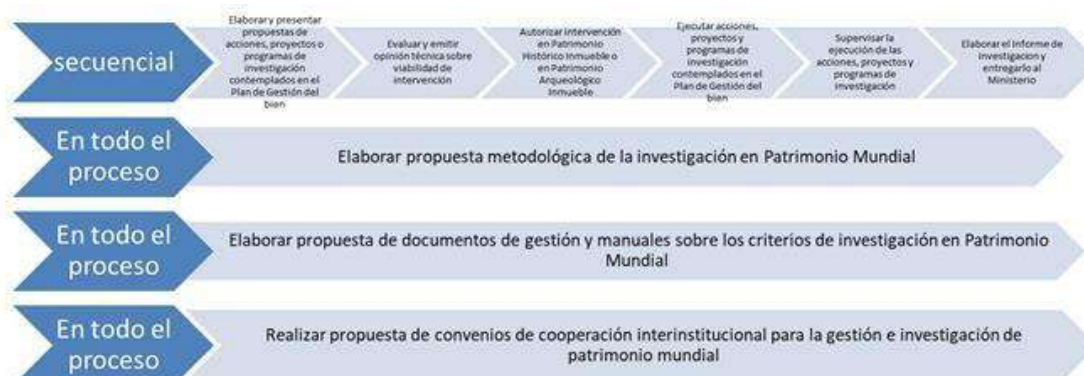 secuencial
Elaborar y presentar
propuestas de
acciones, proyectos o
programas de
investigación
contemplados en el
Plan de Gestión del
bien
Evaluar y emitir
opinión técnica sobre
viabilidad de
intervención
Autorizar intervención
en Patrimonio
Histórico Inmueble o
en Patrimonio
Arqueológico
Inmueble
Ejecutar acciones,
proyectos y
programas de
investigación
contemplados en el
Plan de Gestión del
bien
Supervisar la
ejecución de las
acciones, proyectos y
programas de
investigación
Elaborar el Informe de
investigacion y
entregarlo al
Ministerio
En todo el
proceso
Elaborar propuesta metodológica de la investigación en Patrimonio Mundial
En todo el
proceso
Elaborar propuesta de documentos de gestión y manuales sobre los criterios de investigación en Patrimonio
Mundial
En todo el
proceso
Realizar propuesta de convenios de cooperación interinstitucional para la gestión e investigación de
patrimonio mundial